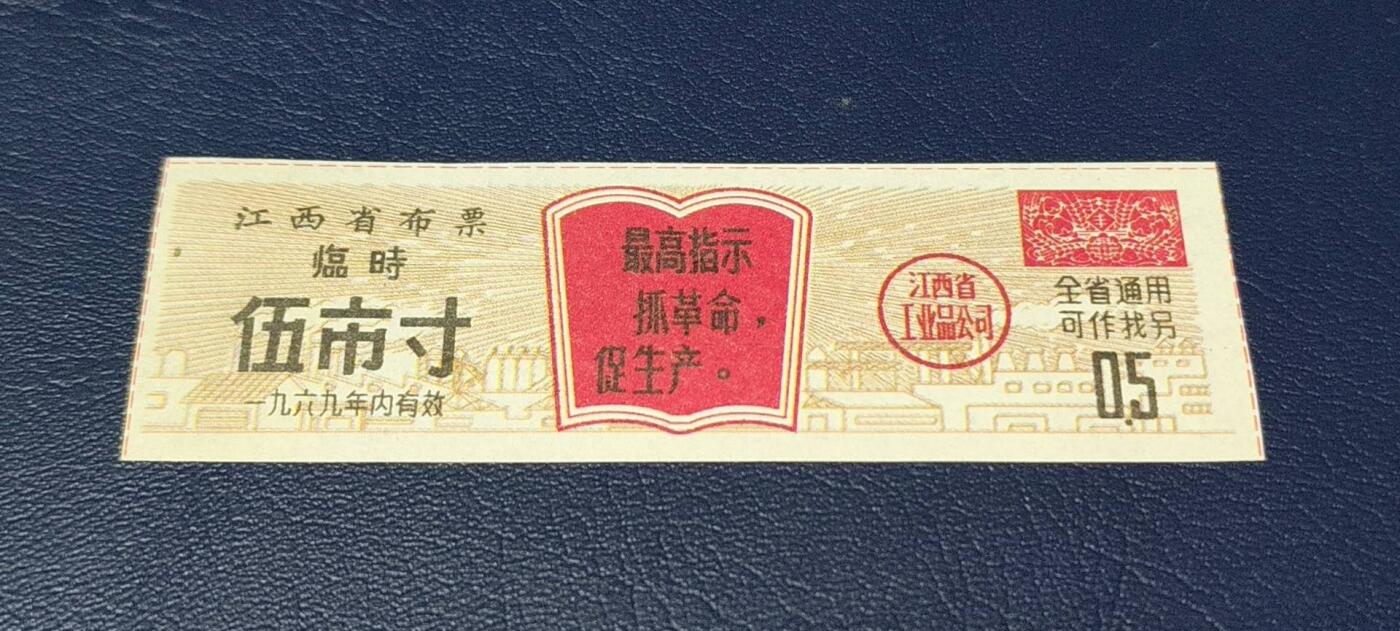 江西省布票
臨時
伍市寸
一九六九年内有效
最高指示
抓革命，
促生产。
江西省
工业品公司
全省通用
可作找另
0.5